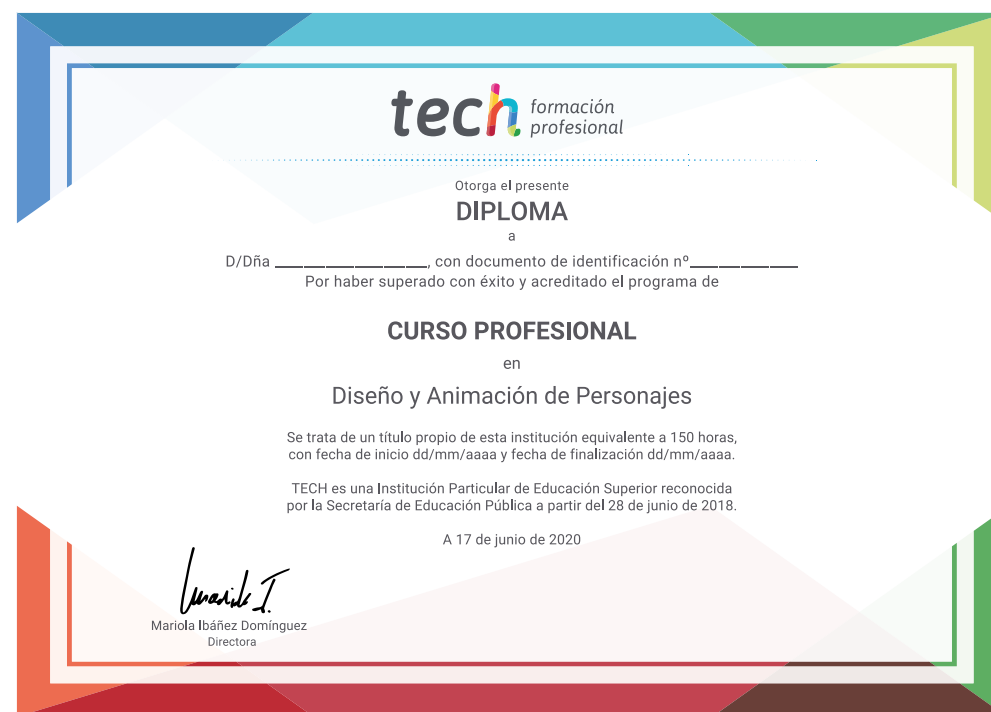 tech formación
profesional
Otorga el presente
DIPLOMA
a
D/Dña ____________, con documento de identificación nº____________
Por haber superado con éxito y acreditado el programa de
CURSO PROFESIONAL
en
Diseño y Animación de Personajes
Se trata de un título propio de esta institución equivalente a 150 horas,
con fecha de inicio dd/mm/aaaa y fecha de finalización dd/mm/aaaa.
TECH es una Institución Particular de Educación Superior reconocida
por la Secretaría de Educación Pública a partir del 28 de junio de 2018.
A 17 de junio de 2020
Mariola Ibáñez Domínguez
Directora